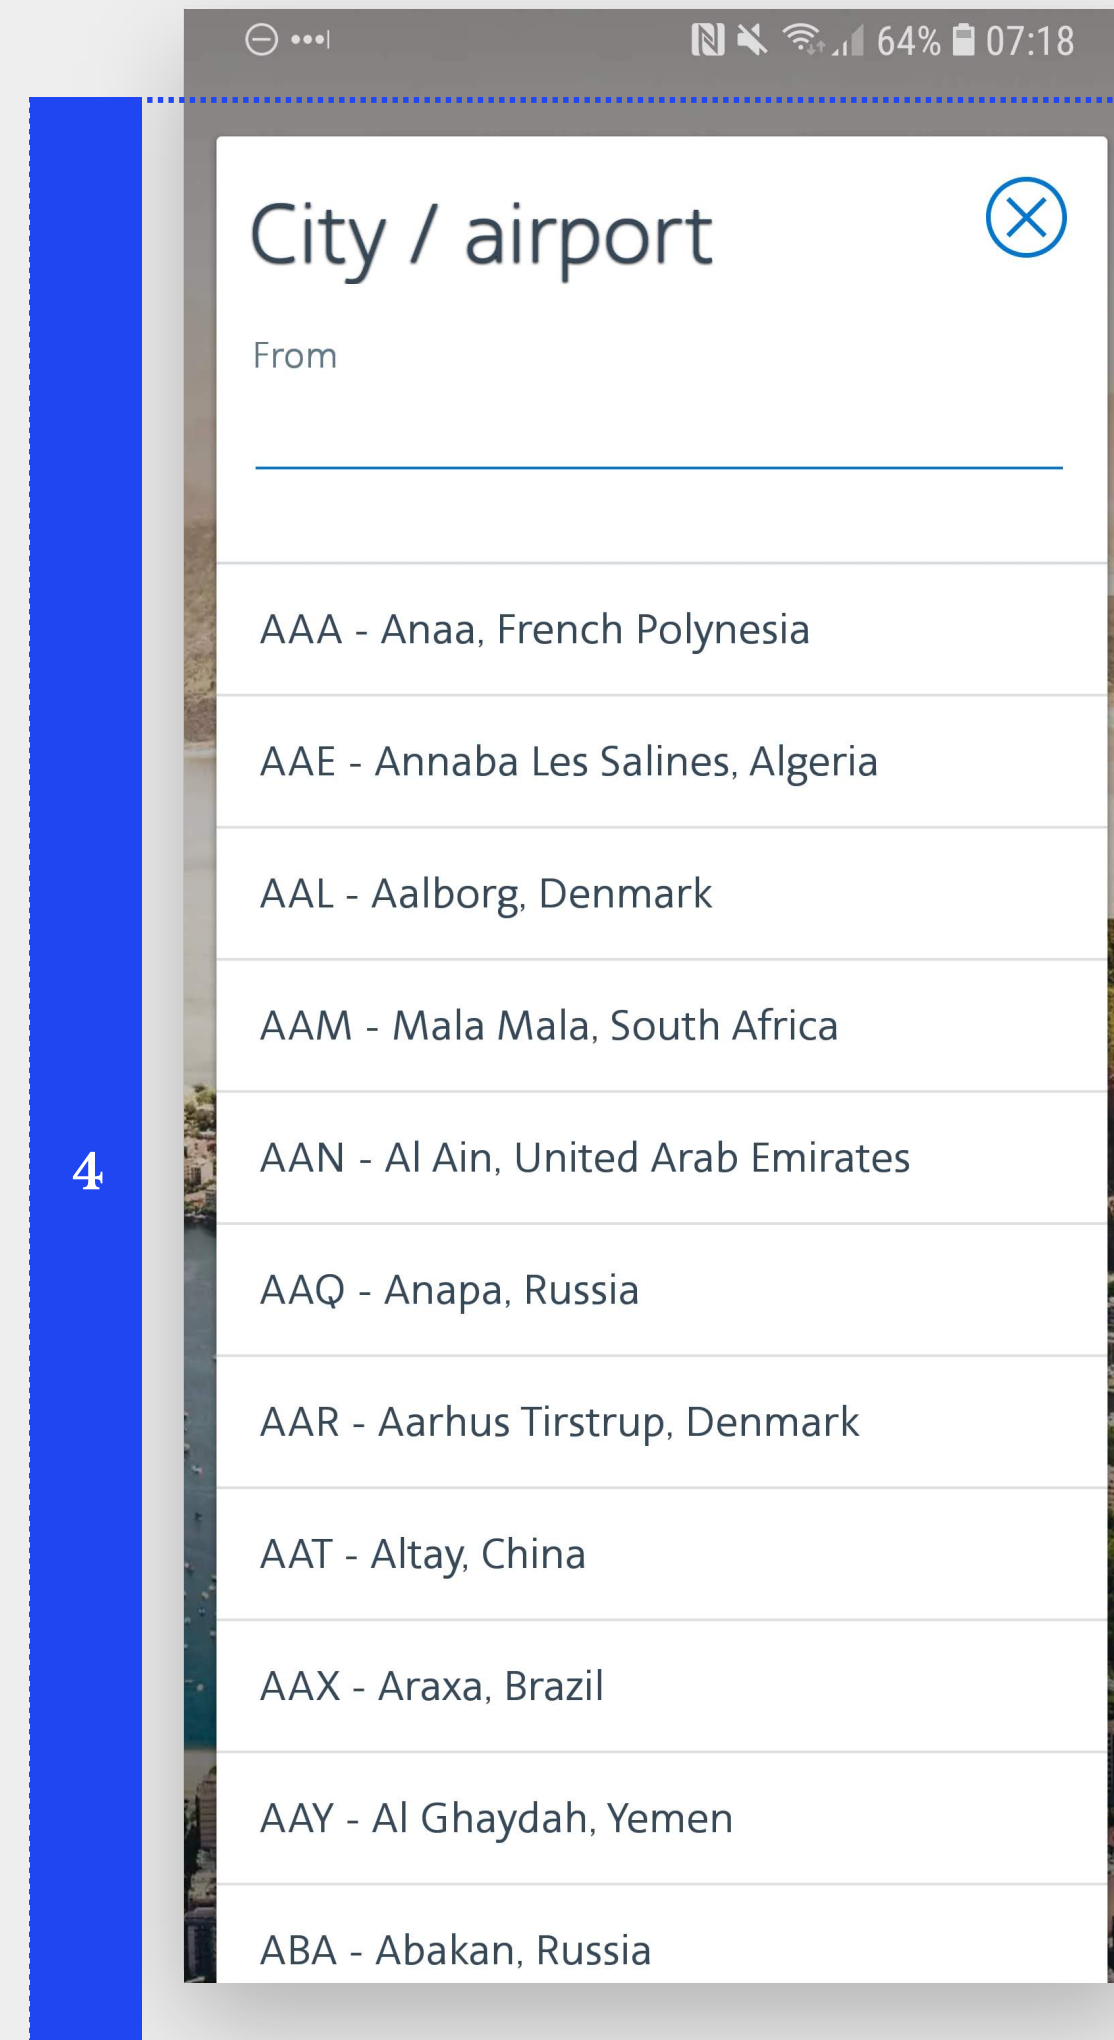 64% 07:18
City / airport
From
AAA - Anaa, French Polynesia
AAE - Annaba Les Salines, Algeria
AAL - Aalborg, Denmark
AAM - Mala Mala, South Africa
4
AAN - Al Ain, United Arab Emirates
AAQ - Anapa, Russia
AAR - Aarhus Tirstrup, Denmark
AAT - Altay, China
AAX - Araxa, Brazil
AAY - Al Ghaydah, Yemen
ABA - Abakan, Russia